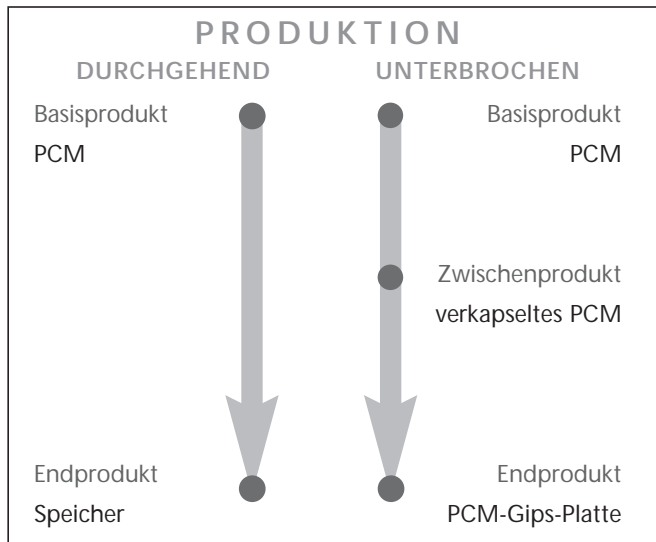 PRODUKTION
DURCHGEHEND UNTERBROCHEN
Basisprodukt Basisprodukt
PCM PCM
Zwischenprodukt
verkapseltes PCM
Endprodukt Endprodukt
Speicher PCM-Gips-Platte